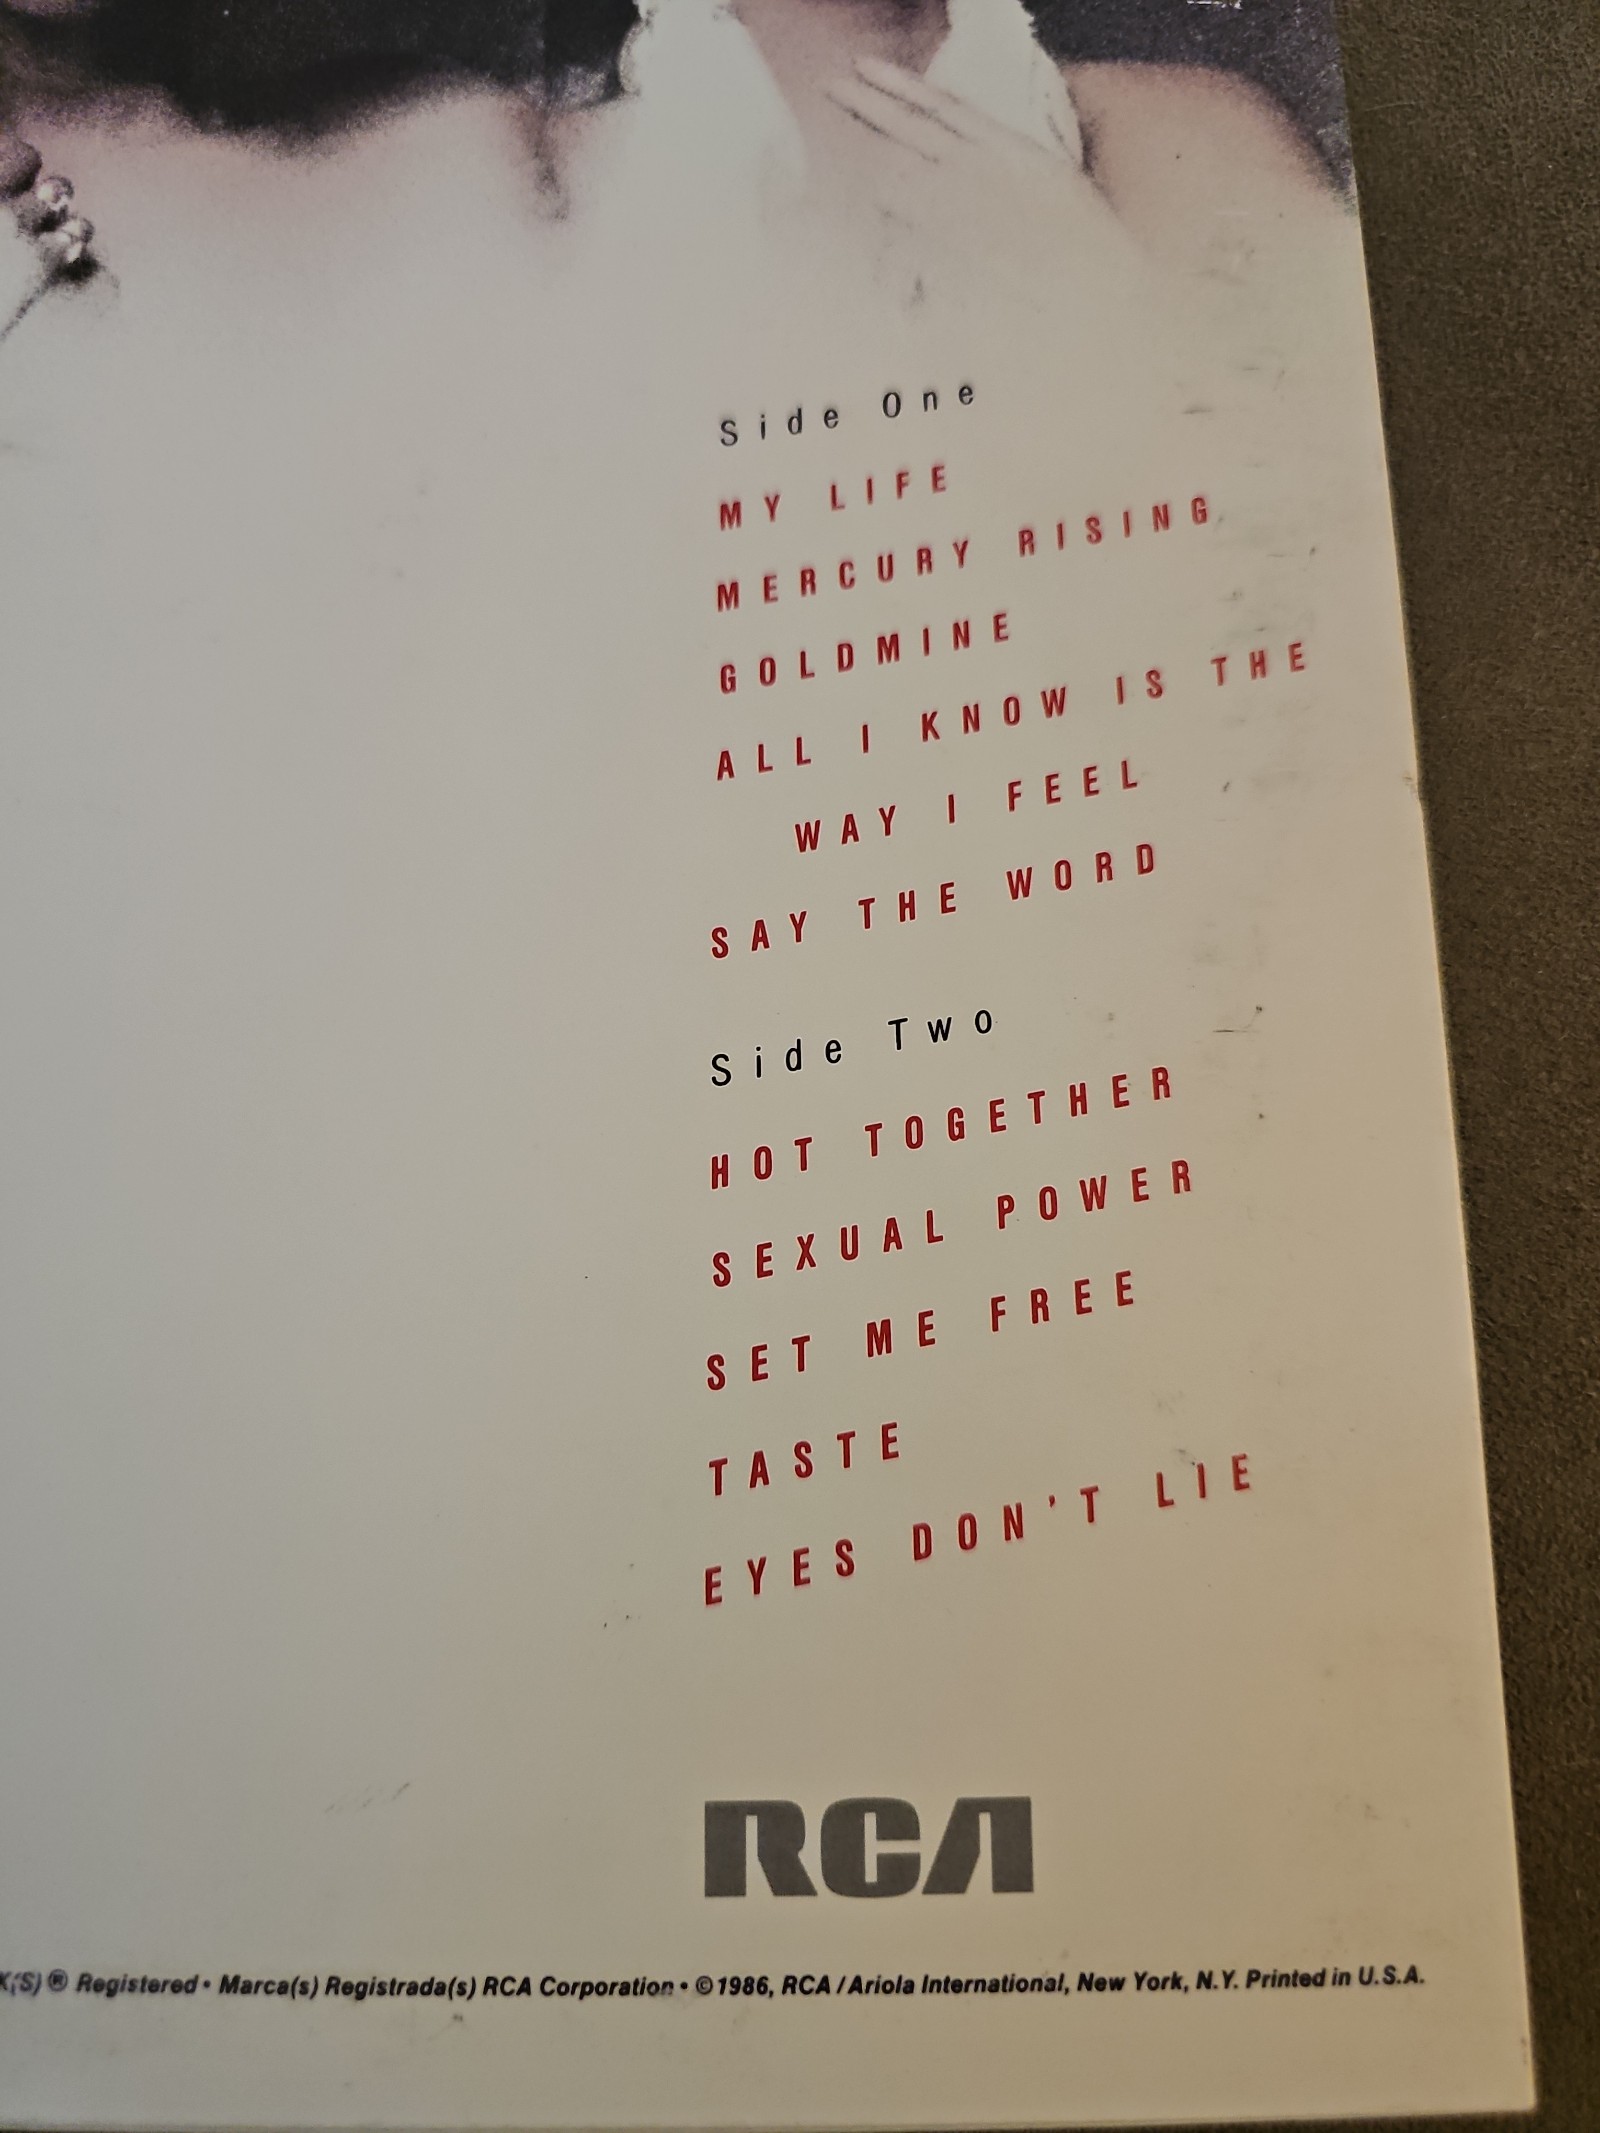 Side One
MY LIFE
MERCURY RISING
GOLDMINE
ALL I KNOW IS THE
WAY I FEEL
SAY THE WORD
Side Two
HOT TOGETHER
SEXUAL POWER
SET ME FREE
TASTE
EYES DON'T LIE
RCA
K(S) ® Registered • Marca(s) Registrada(s) RCA Corporation • ©1986, RCA/Ariola International, New York, N.Y. Printed in U.S.A.